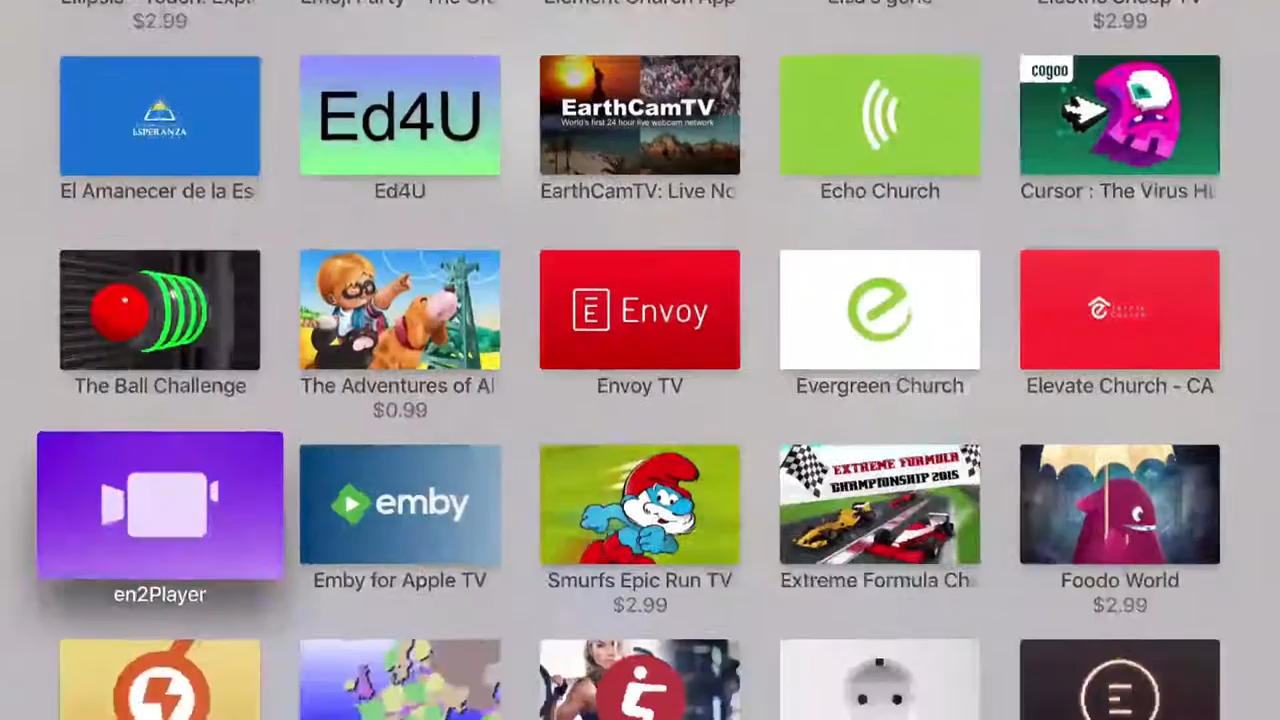 $2.99
$2.99
ESPERANZA
Ed4U
EarthCamTV
World's first 24 hour live webcam network
cogoo
El Amanecer de la Es
Ed4U
EarthCamTV: Live No
Echo Church
Cursor : The Virus Hu
E Envoy
e
The Ball Challenge
The Adventures of Al
Envoy TV
Evergreen Church
Elevate Church - CA
$0.99
emby
EXTREME FORMULA
CHAMPIONSHIP 2015
en2Player
Emby for Apple TV
Smurfs Epic Run TV
Extreme Formula Ch
Foodo World
$2.99
$2.99